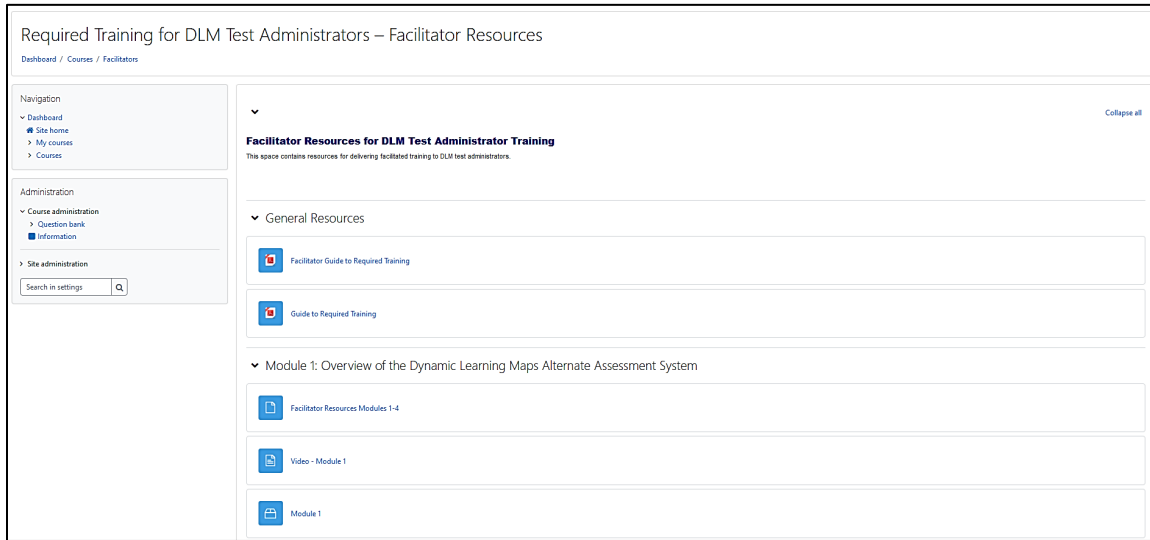 Required Training for DLM Test Administrators – Facilitator Resources
Dashboard / Courses / Facilitators
Navigation
Dashboard
Site home
My courses
Courses
Administration
Course administration
Question bank
Information
Site administration
Search in settings
Collapse all
Facilitator Resources for DLM Test Administrator Training
This space contains resources for delivering facilitated training to DLM test administrators.
General Resources
Facilitator Guide to Required Training
Guide to Required Training
Module 1: Overview of the Dynamic Learning Maps Alternate Assessment System
Facilitator Resources Modules 1-4
Video - Module 1
Module 1